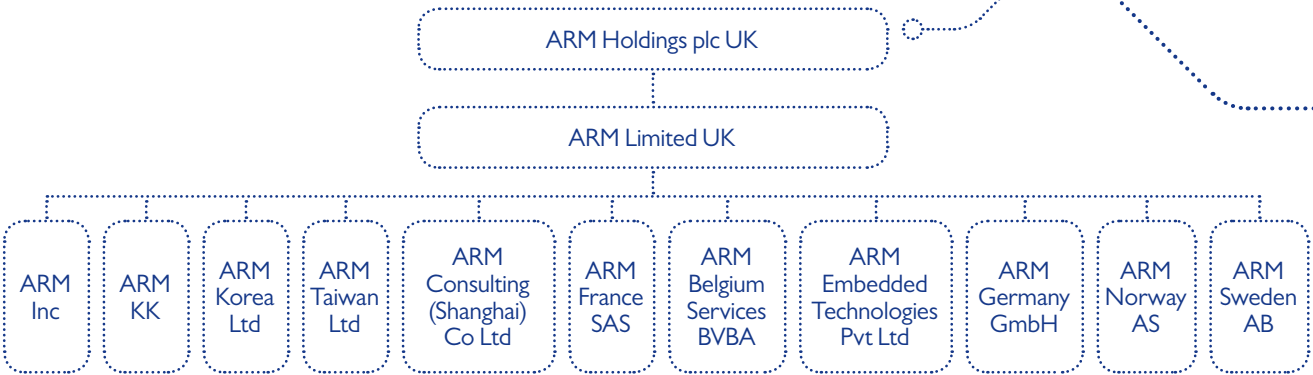 ARM Holdings plc UK
ARM Limited UK
ARM
Inc
ARM
KK
ARM
Korea
Ltd
ARM
Taiwan
Ltd
ARM
Consulting
(Shanghai)
Co Ltd
ARM
France
SAS
ARM
Belgium
Services
BVBA
ARM
Embedded
Technologies
Pvt Ltd
ARM
Germany
GmbH
ARM
Norway
AS
ARM
Sweden
AB